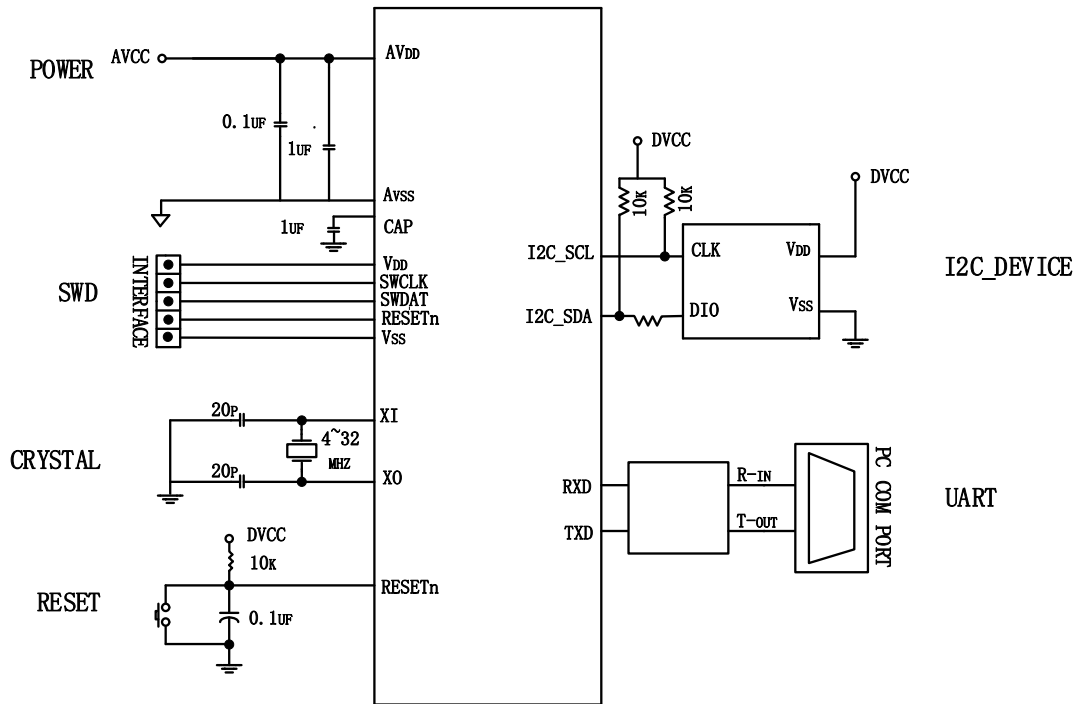 POWER
AVCC
AVDD
0.1UF
1UF
AVSS
1UF
CAP
SWD
INTERFACE
VDD
SWCLK
SWDAT
RESETn
VSS
CRYSTAL
20P
XI
4~32
MHZ
20P
XO
RESET
DVCC
10K
RESETn
0.1UF
DVCC
10K
10K
DVCC
I2C_SCL
CLK
VDD
I2C_DEVICE
I2C_SDA
DIO
VSS
RXD
R-IN
PC COM PORT
UART
TXD
T-OUT